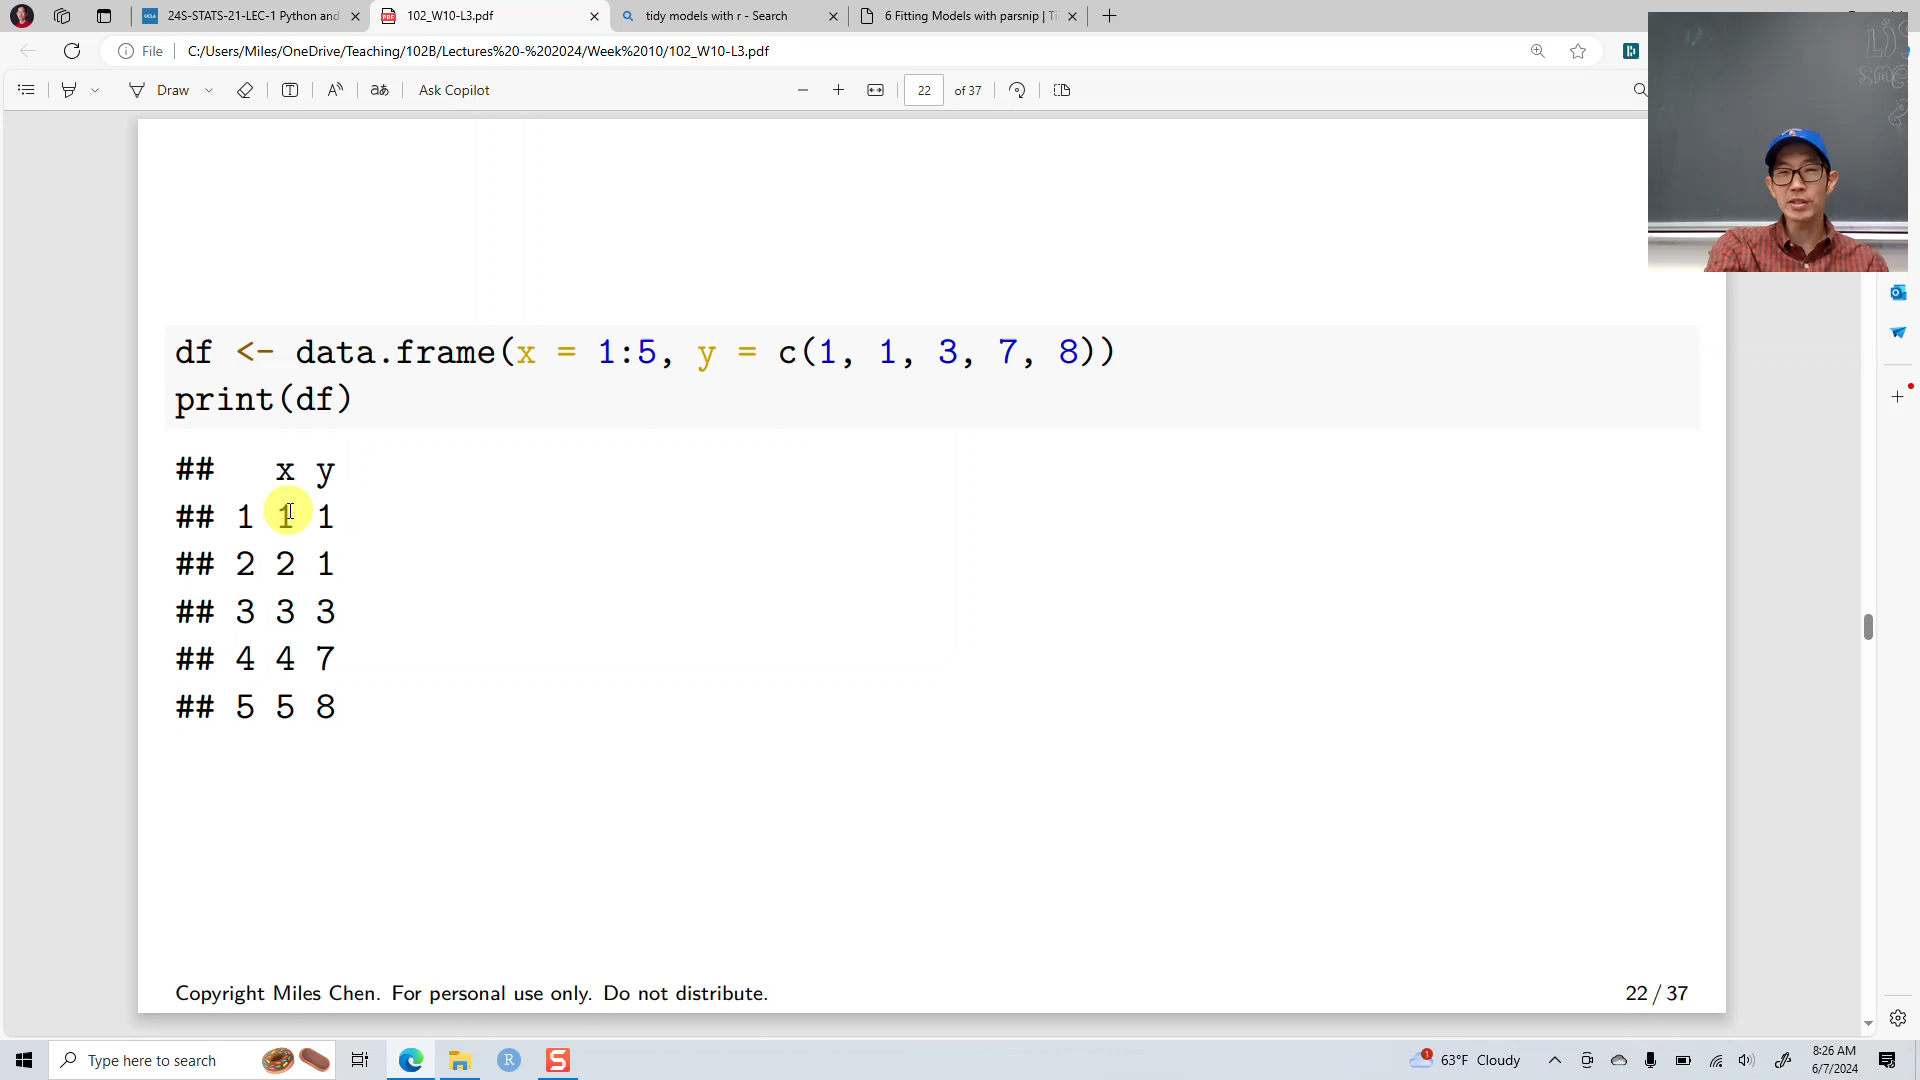 24S-STATS-21-LEC-1 Python and
102_W10-L3.pdf
tidy models with r - Search
6 Fitting Models with parsnip | Ti
File
C:/Users/Miles/OneDrive/Teaching/102B/Lectures%20-%202024/Week%2010/102_W10-L3.pdf
Draw
Ask Copilot
22 of 37
df <- data.frame(x = 1:5, y = c(1, 1, 3, 7, 8))
print(df)
## x y
## 1 1 1
## 2 2 1
## 3 3 3
## 4 4 7
## 5 5 8
Copyright Miles Chen. For personal use only. Do not distribute.
22 / 37
Type here to search
63°F Cloudy
8:26 AM
6/7/2024